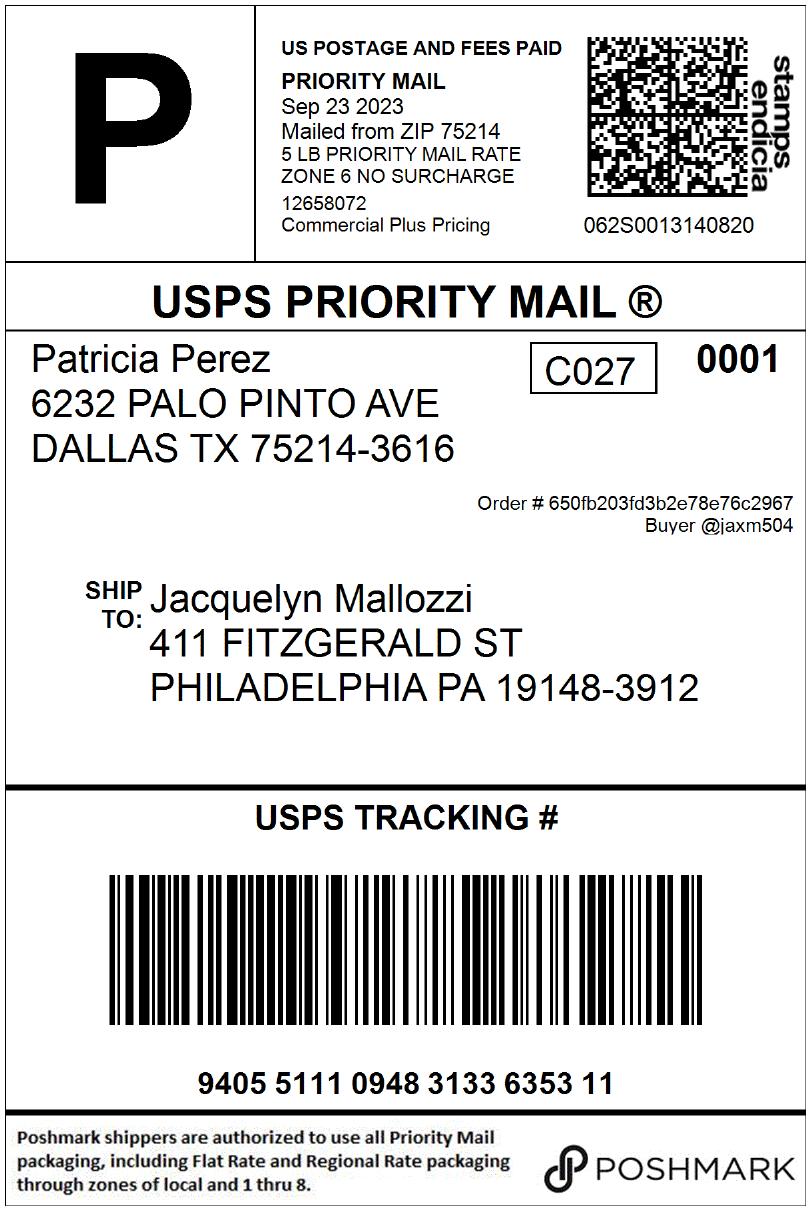 P
US POSTAGE AND FEES PAID
PRIORITY MAIL
Sep 23 2023
Mailed from ZIP 75214
5 LB PRIORITY MAIL RATE
ZONE 6 NO SURCHARGE
12658072
Commercial Plus Pricing
stamps
endicia
062S0013140820
USPS PRIORITY MAIL ®
Patricia Perez
6232 PALO PINTO AVE
DALLAS TX 75214-3616
C027
0001
Order # 650fb203fd3b2e78e76c2967
Buyer @jaxm504
SHIP TO: Jacquelyn Mallozzi
411 FITZGERALD ST
PHILADELPHIA PA 19148-3912
USPS TRACKING #
9405 5111 0948 3133 6353 11
Poshmark shippers are authorized to use all Priority Mail
packaging, including Flat Rate and Regional Rate packaging
through zones of local and 1 thru 8.
POSHMARK